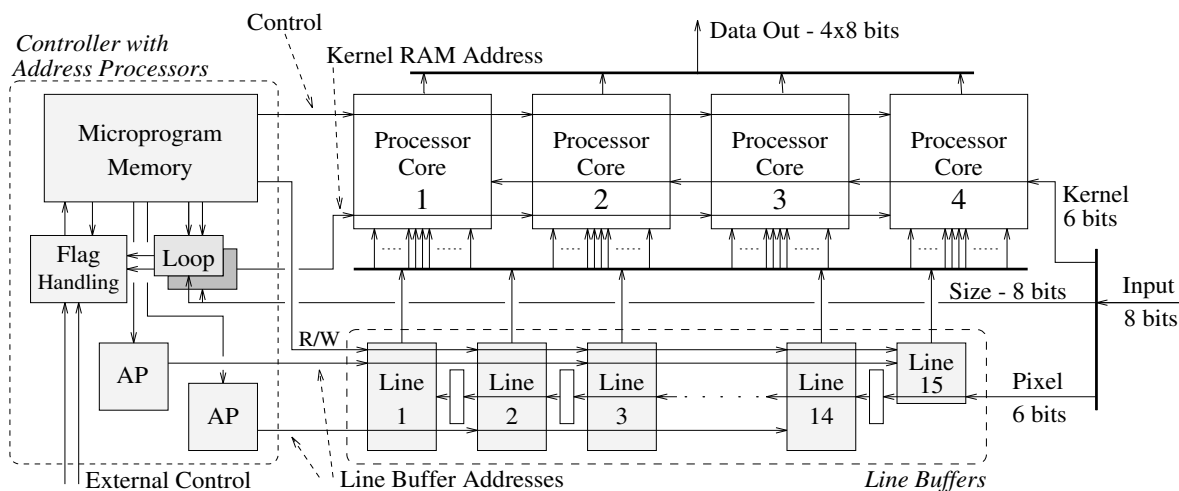 Control
Data Out - 4x8 bits
Controller with
Address Processors
Kernel RAM Address
Microprogram
Memory
Processor
Core
1
Processor
Core
2
Processor
Core
3
Processor
Core
4
Kernel
6 bits
Flag
Handling
Loop
Size - 8 bits
Input
8 bits
R/W
AP
AP
Line
1
Line
2
Line
3
Line
14
Line
15
Pixel
6 bits
External Control
Line Buffer Addresses
Line Buffers